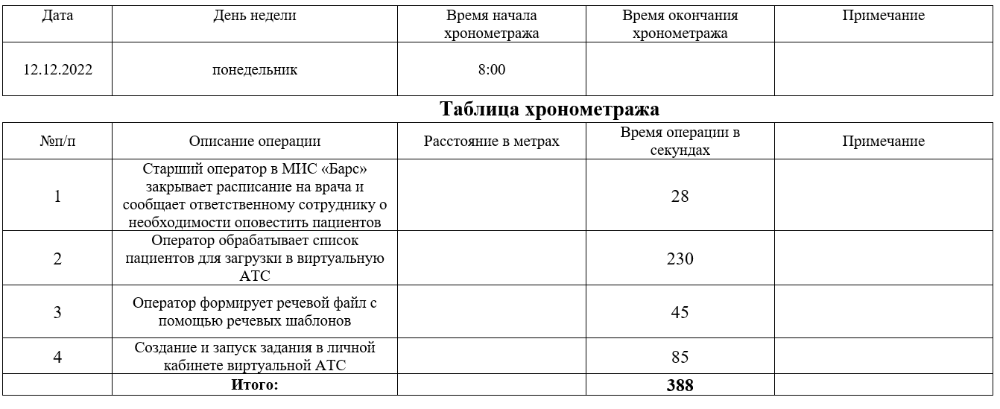 Дата
День недели
Время начала
хронометража
Время окончания
хронометража
Примечание
12.12.2022
понедельник
8:00
Таблица хронометража
№п/п
Описание операции
Расстояние в метрах
Время операции в
секундах
Примечание
1
Старший оператор в МИС «Барс»
закрывает расписание на врача и
сообщает ответственному сотруднику о
необходимости оповестить пациентов
28
2
Оператор обрабатывает список
пациентов для загрузки в виртуальную
АТС
230
3
Оператор формирует речевой файл с
помощью речевых шаблонов
45
4
Создание и запуск задания в личной
кабинете виртуальной АТС
85
Итого:
388